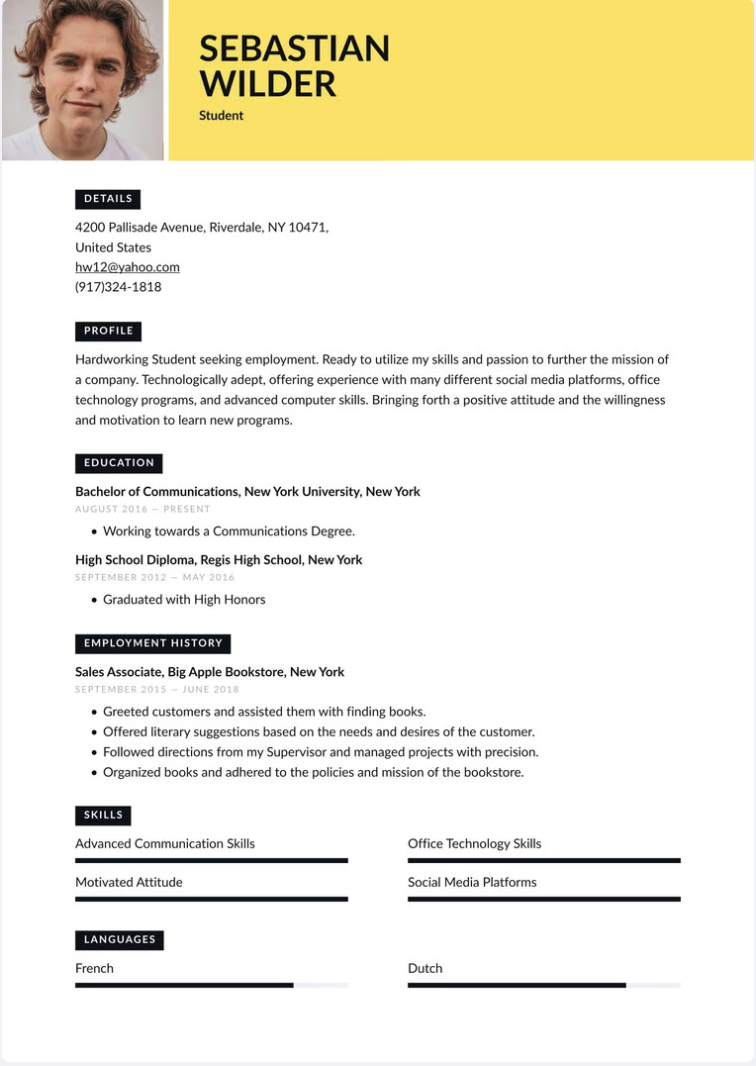 SEBASTIAN
WILDER
Student
DETAILS
4200 Pallisade Avenue, Riverdale, NY 10471,
United States
hw12@yahoo.com
(917)324-1818
PROFILE
Hardworking Student seeking employment. Ready to utilize my skills and passion to further the mission of
a company. Technologically adept, offering experience with many different social media platforms, office
technology programs, and advanced computer skills. Bringing forth a positive attitude and the willingness
and motivation to learn new programs.
EDUCATION
Bachelor of Communications, New York University, New York
AUGUST 2016 — PRESENT
• Working towards a Communications Degree.
High School Diploma, Regis High School, New York
SEPTEMBER 2012 — MAY 2016
• Graduated with High Honors
EMPLOYMENT HISTORY
Sales Associate, Big Apple Bookstore, New York
SEPTEMBER 2015 — JUNE 2018
• Greeted customers and assisted them with finding books.
• Offered literary suggestions based on the needs and desires of the customer.
• Followed directions from my Supervisor and managed projects with precision.
• Organized books and adhered to the policies and mission of the bookstore.
SKILLS
Advanced Communication Skills
Office Technology Skills
Motivated Attitude
Social Media Platforms
LANGUAGES
French
Dutch